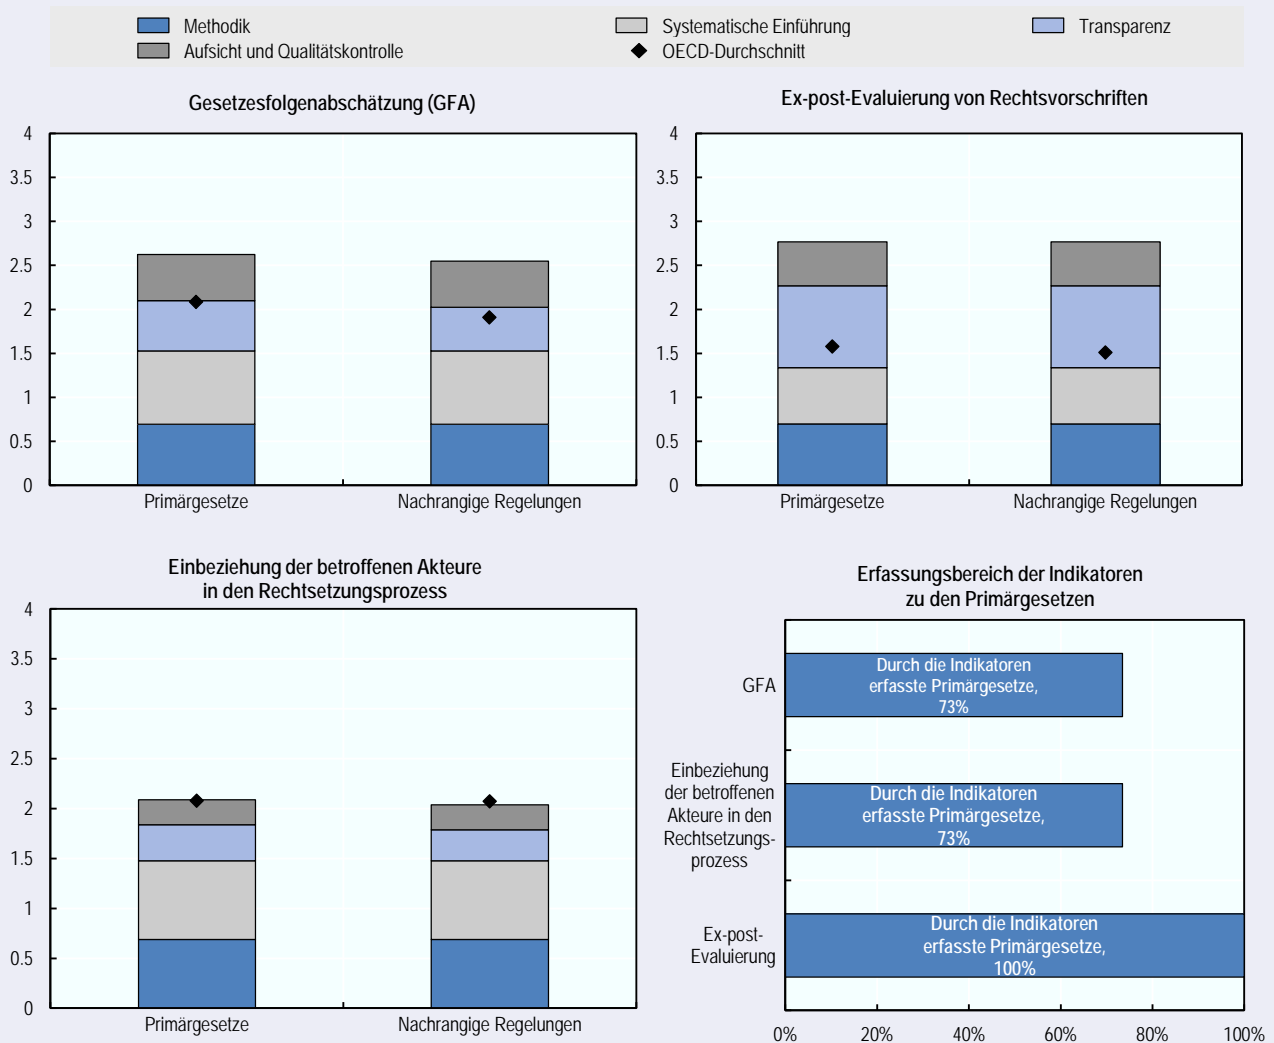 Methodik
Systematische Einführung
Transparenz
Aufsicht und Qualitätskontrolle
OECD-Durchschnitt
Gesetzesfolgenabschätzung (GFA)
4
3.5
3
2.5
2
1.5
1
0.5
0
Primärgesetze
Nachrangige Regelungen
Ex-post-Evaluierung von Rechtsvorschriften
4
3.5
3
2.5
2
1.5
1
0.5
0
Primärgesetze
Nachrangige Regelungen
Einbeziehung der betroffenen Akteure
in den Rechtsetzungsprozess
4
3.5
3
2.5
2
1.5
1
0.5
0
Primärgesetze
Nachrangige Regelungen
Erfassungsbereich der Indikatoren
zu den Primärgesetzen
GFA
Durch die Indikatoren
erfasste Primärgesetze,
73%
Einbeziehung
der betroffenen
Akteure in den
Rechtsetzungs-
prozess
Durch die Indikatoren
erfasste Primärgesetze,
73%
Ex-post-
Evaluierung
Durch die Indikatoren
erfasste Primärgesetze,
100%
0%
20%
40%
60%
80%
100%